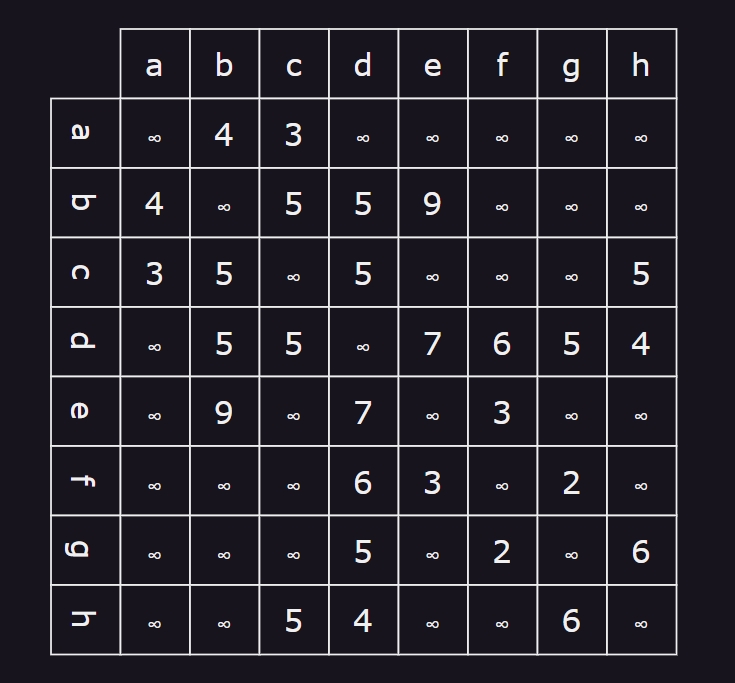 a b c d e f g h
a ∞ 4 3 ∞ ∞ ∞ ∞ ∞
b 4 ∞ 5 5 9 ∞ ∞ ∞
c 3 5 ∞ 5 ∞ ∞ ∞ 5
d ∞ 5 5 ∞ 7 6 5 4
e ∞ 9 ∞ 7 ∞ 3 ∞ ∞
f ∞ ∞ ∞ 6 3 ∞ 2 ∞
g ∞ ∞ ∞ 5 ∞ 2 ∞ 6
h ∞ ∞ 5 4 ∞ ∞ 6 ∞